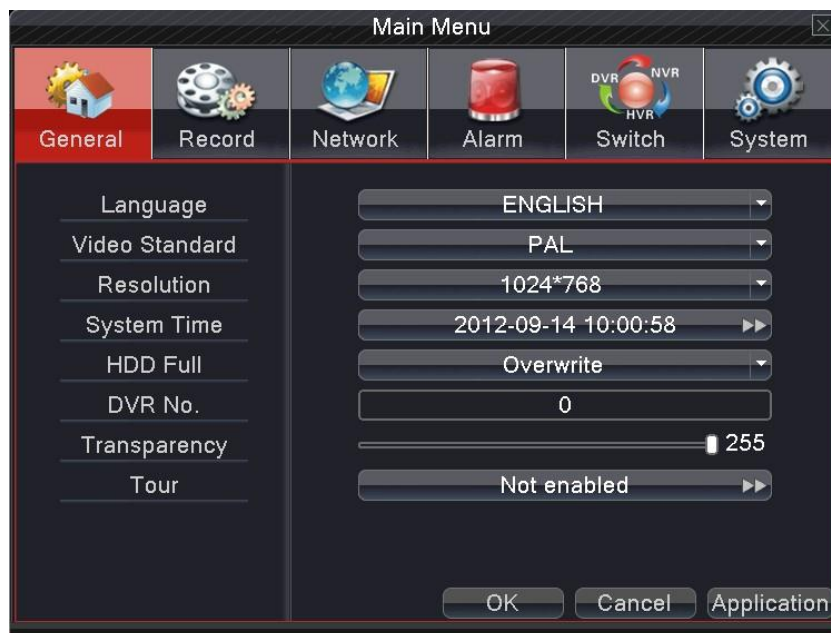 Main Menu
DVR NVR
HVR
General Record Network Alarm Switch System
Language ENGLISH
Video Standard PAL
Resolution 1024*768
System Time 2012-09-14 10:00:58
HDD Full Overwrite
DVR No. 0
Transparency 255
Tour Not enabled
OK Cancel Application